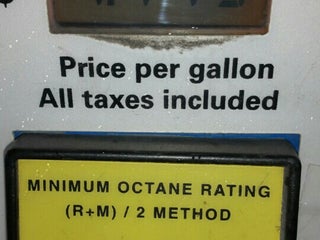 Price per gallon
All taxes included
MINIMUM OCTANE RATING
(R+M) / 2 METHOD